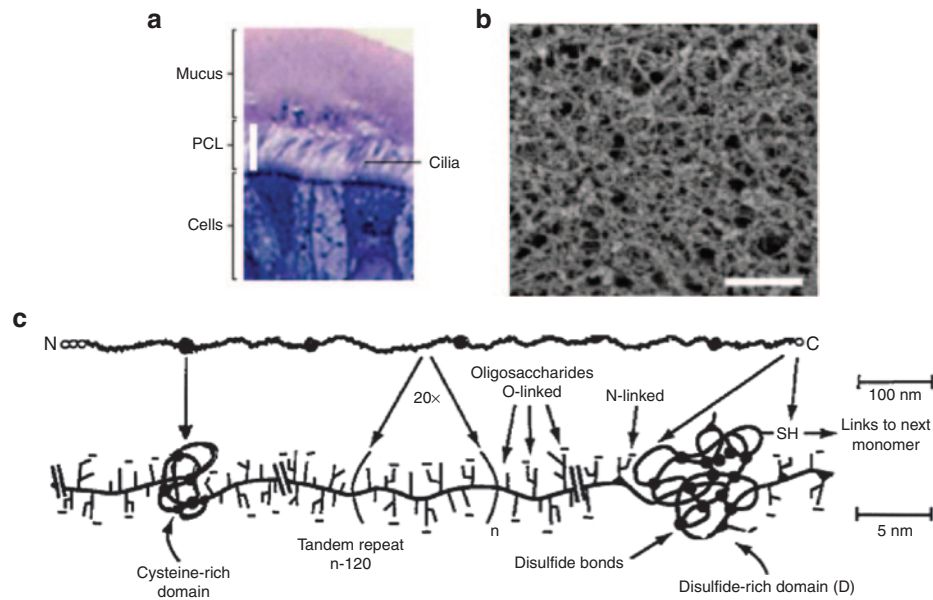 a
Mucus
PCL
Cells
Cilia
b
c
N
C
20×
Oligosaccharides
O-linked
N-linked
100 nm
SH
Links to next
monomer
n
5 nm
Tandem repeat
n-120
Cysteine-rich
domain
Disulfide bonds
Disulfide-rich domain (D)